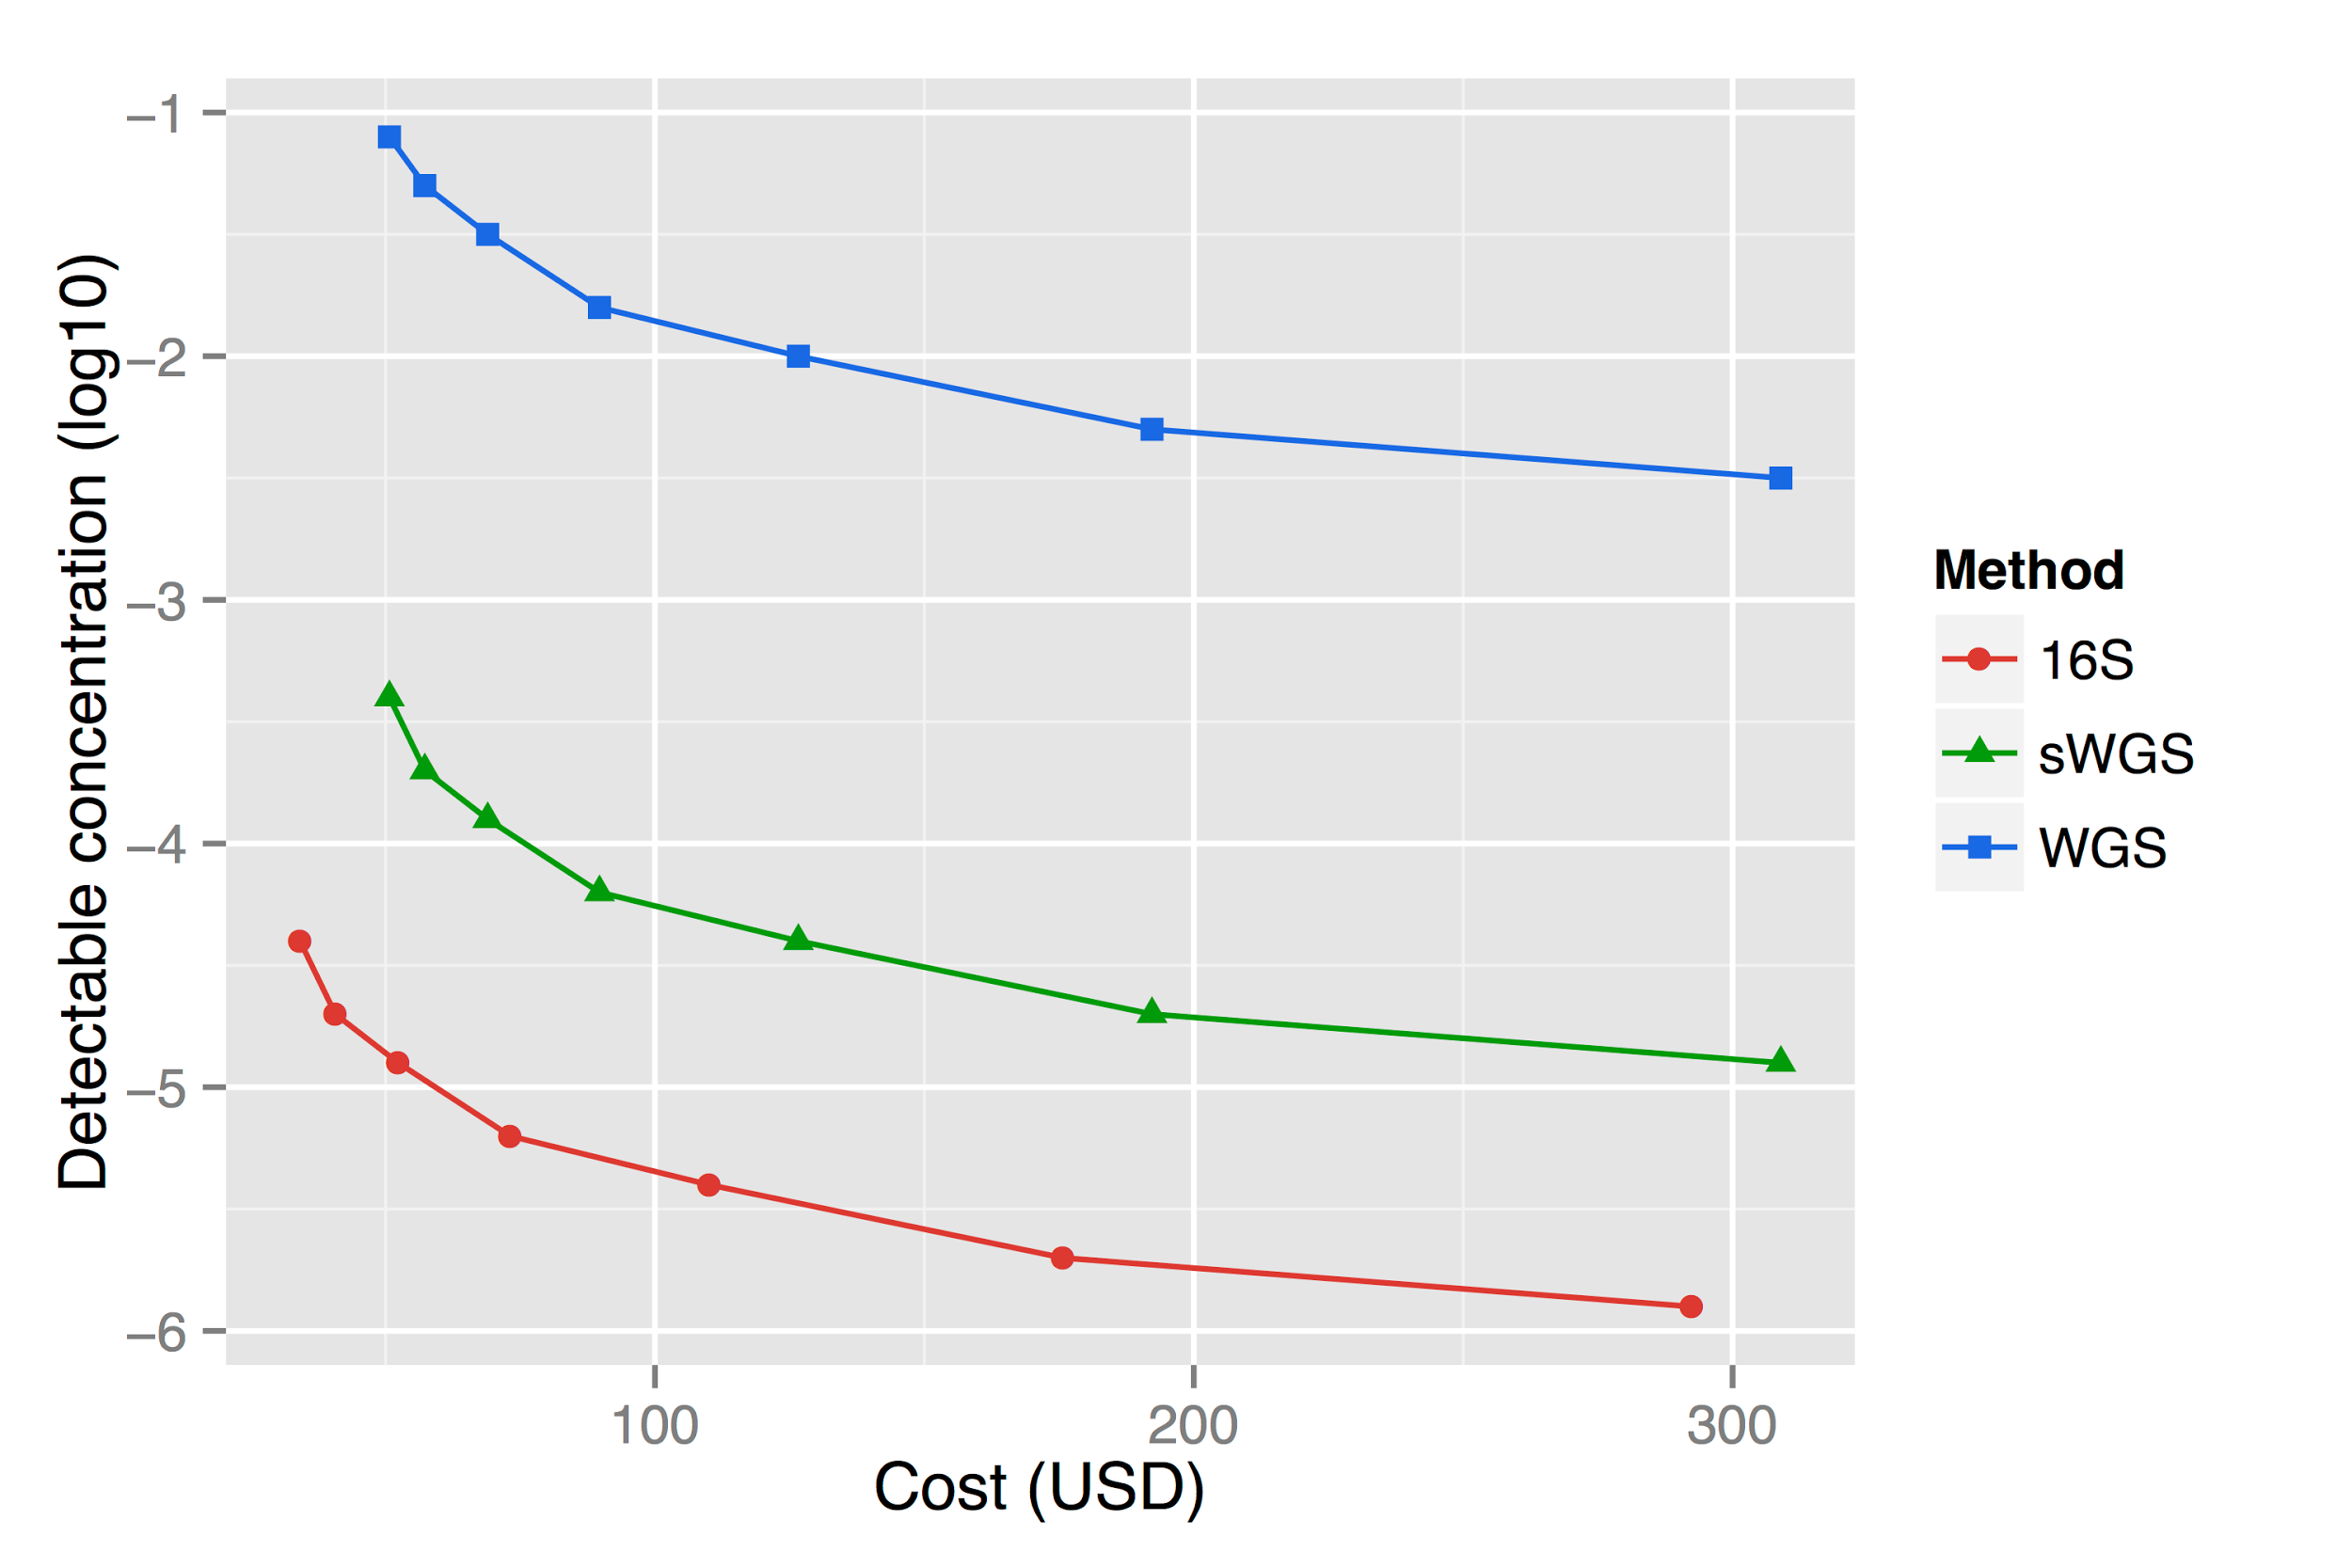 Detectable concentration (log10)
−1
−2
−3
−4
−5
−6
100 200 300
Cost (USD)
Method
16S
sWGS
WGS